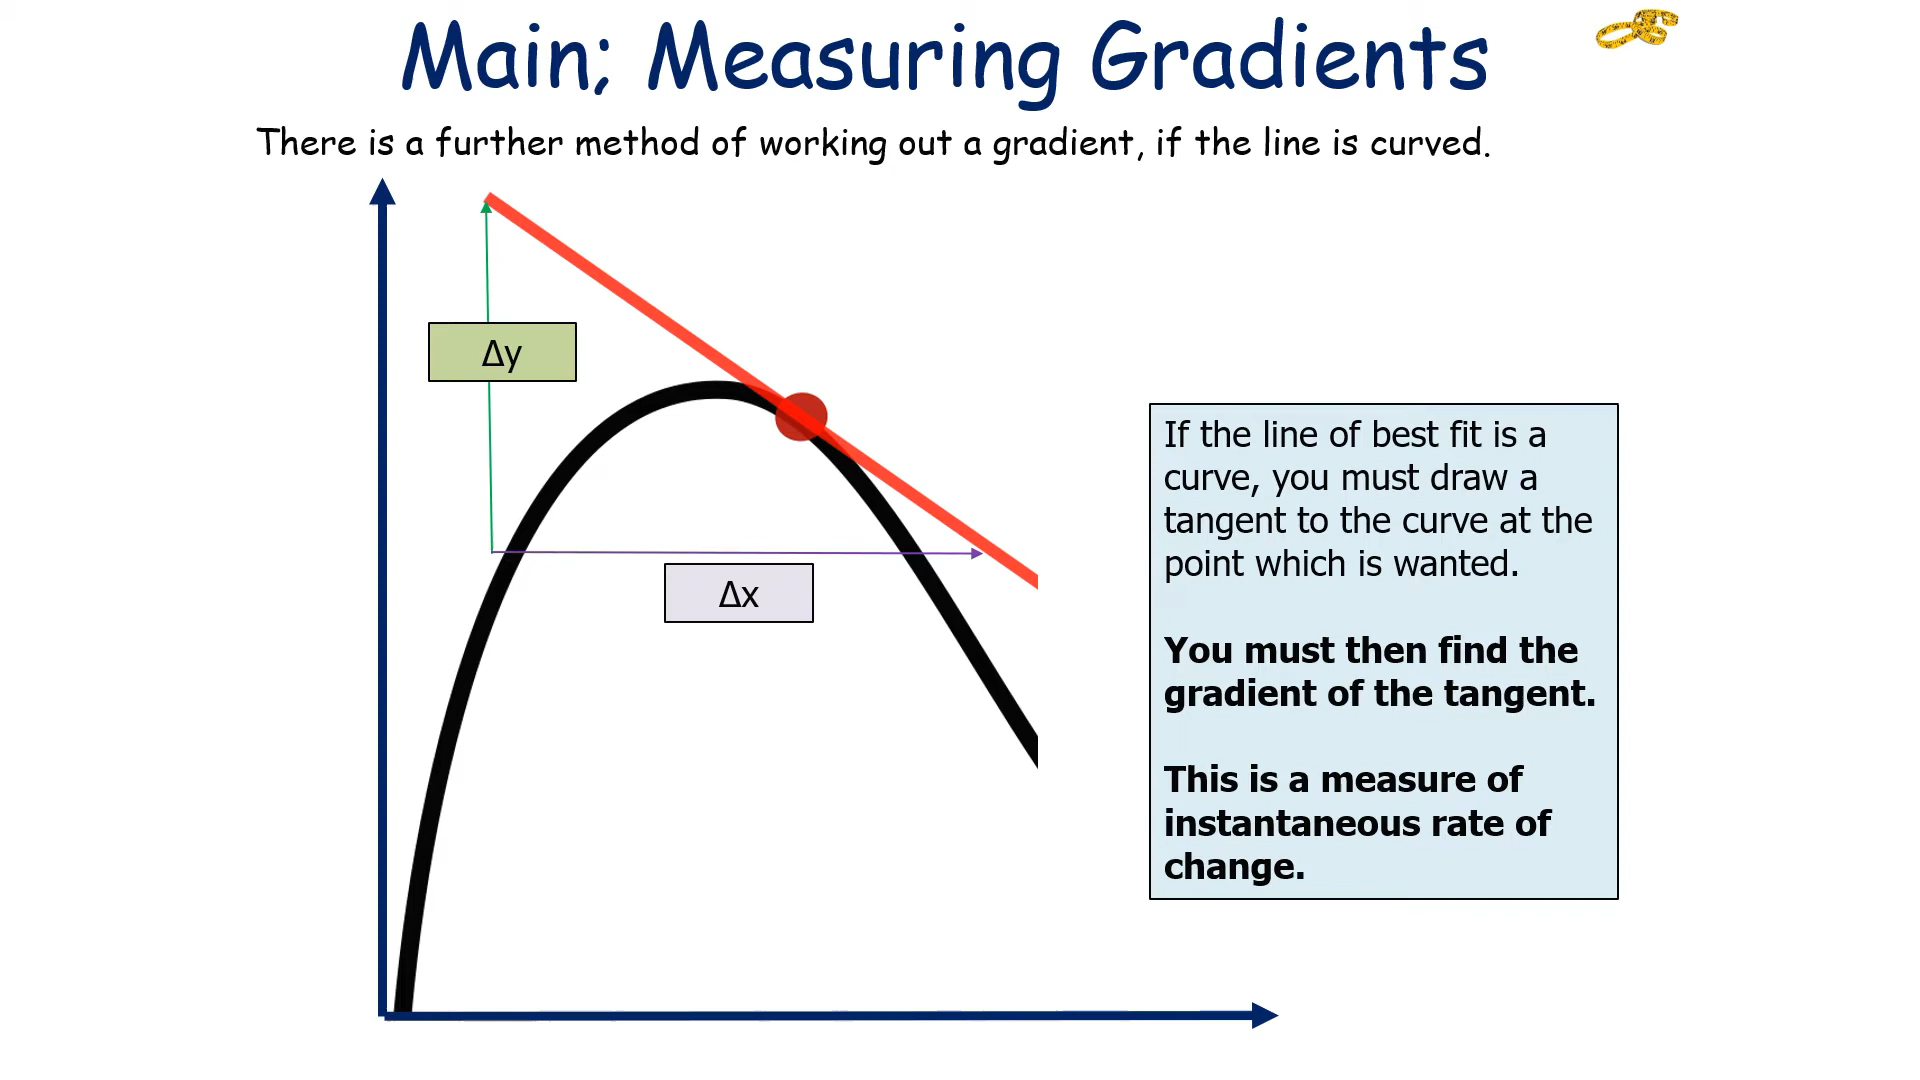 Main; Measuring Gradients
There is a further method of working out a gradient, if the line is curved.
Δy
Δx
If the line of best fit is a
curve, you must draw a
tangent to the curve at the
point which is wanted.
You must then find the
gradient of the tangent.
This is a measure of
instantaneous rate of
change.